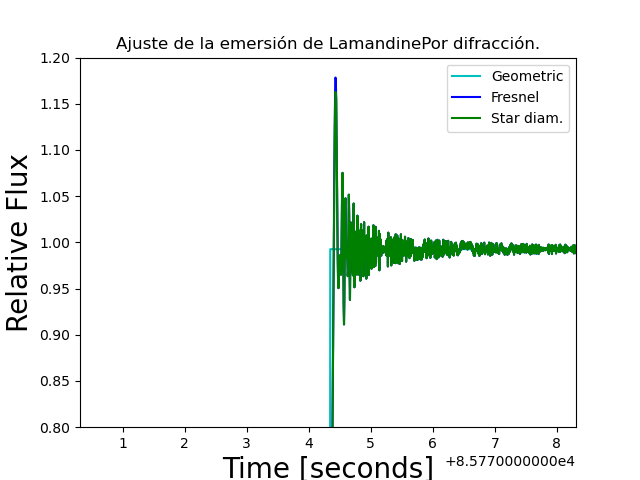 Ajuste de la emersión de LamandinePor difracción.
1.20
1.15
1.10
1.05
1.00
0.95
0.90
0.85
0.80
Relative Flux
Geometric
Fresnel
Star diam.
1 2 3 4 5 6 7 8
Time [seconds]
+8.5770000000e4